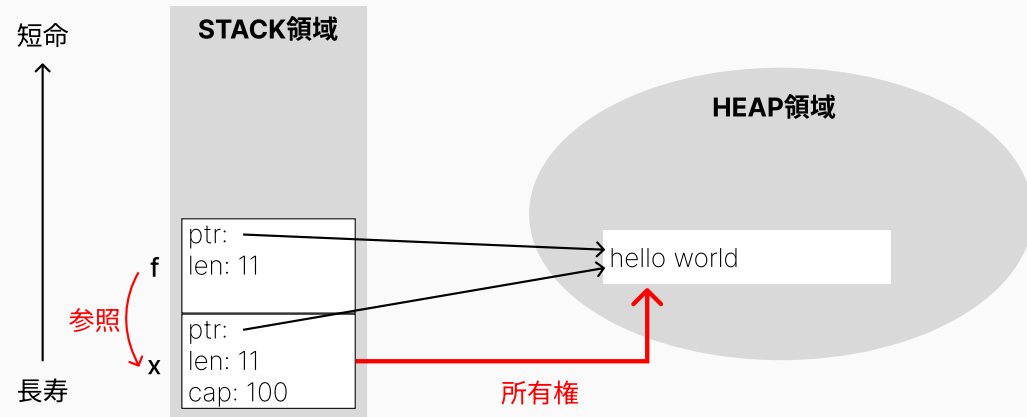 短命
STACK領域
HEAP領域
ptr:
len: 11
hello world
f
参照
ptr:
len: 11
cap: 100
x
長寿
所有権